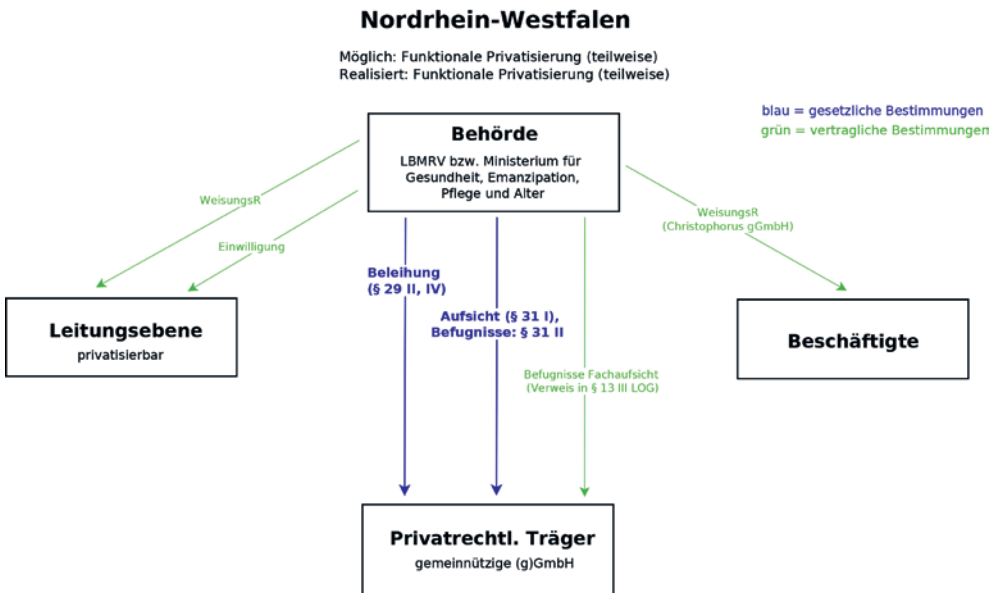 Nordrhein-Westfalen
Möglich: Funktionale Privatisierung (teilweise)
Realisiert: Funktionale Privatisierung (teilweise)
blau = gesetzliche Bestimmungen
grün = vertragliche Bestimmungen
Behörde
LBMRV bzw. Ministerium für
Gesundheit, Emanzipation,
Pflege und Alter
WeisungsR
Einwilligung
WeisungsR
(Christophorus gGmbH)
Beleihung
(§ 29 II, IV)
Aufsicht (§ 31 I),
Befugnisse: § 31 II
Befugnisse Fachaufsicht
(Verweis in § 13 III LOG)
Leitungsebene
privatisierbar
Beschäftigte
Privatrechtl. Träger
gemeinnützige (g)GmbH